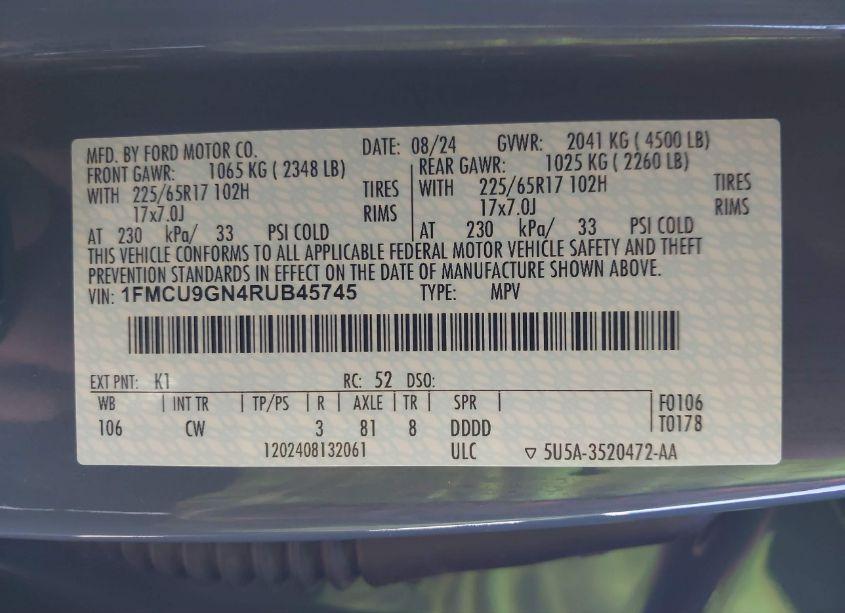 MFD. BY FORD MOTOR CO. DATE: 08/24 GVWR: 2041 KG ( 4500 LB)
FRONT GAWR: 1065 KG ( 2348 LB) REAR GAWR: 1025 KG ( 2260 LB)
WITH 225/65R17 102H TIRES WITH 225/65R17 102H TIRES
17x7.0J RIMS 17x7.0J RIMS
AT 230 kPa/ 33 PSI COLD AT 230 kPa/ 33 PSI COLD
THIS VEHICLE CONFORMS TO ALL APPLICABLE FEDERAL MOTOR VEHICLE SAFETY AND THEFT
PREVENTION STANDARDS IN EFFECT ON THE DATE OF MANUFACTURE SHOWN ABOVE.
VIN: 1FMCU9GN4RUB45745 TYPE: MPV
EXT PNT: K1 RC: 52 DSO:
WB | INT TR | TP/PS | R | AXLE | TR | SPR | F0106
106 CW 3 81 8 DDDD T0178
1202408132061 ULC ▽ 5U5A-3520472-AA